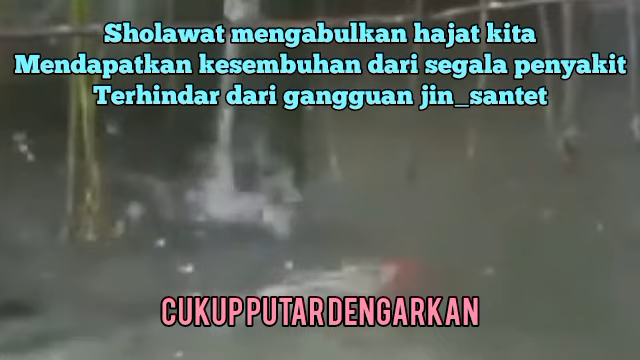 Sholawat mengabulkan hajat kita
Mendapatkan kesembuhan dari segala penyakit
Terhindar dari gangguan jin_santet
CUKUP PUTAR DENGARKAN